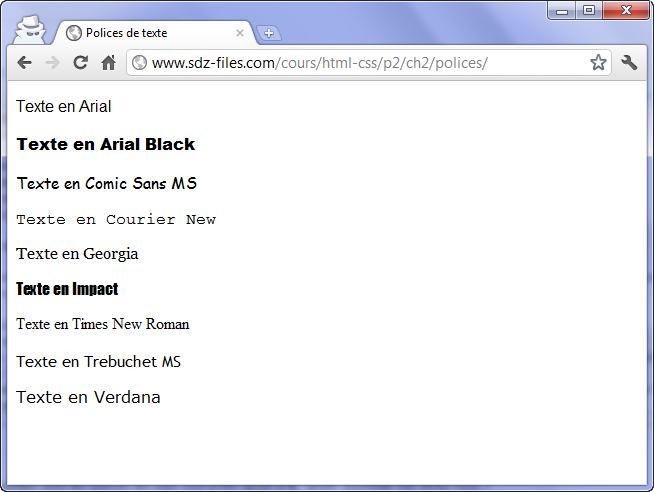 Polices de texte
www.sdz-files.com/cours/html-css/p2/ch2/polices/
Texte en Arial
Texte en Arial Black
Texte en Comic Sans MS
Texte en Courier New
Texte en Georgia
Texte en Impact
Texte en Times New Roman
Texte en Trebuchet MS
Texte en Verdana